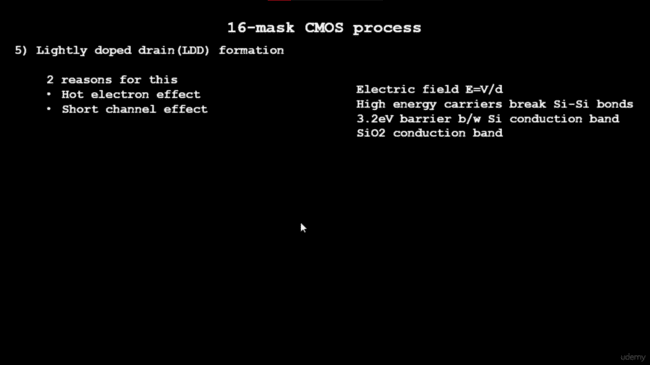 16-mask CMOS process
5) Lightly doped drain(LDD) formation
2 reasons for this
• Hot electron effect
• Short channel effect
Electric field E=V/d
High energy carriers break Si-Si bonds
3.2eV barrier b/w Si conduction band
SiO2 conduction band
udemy